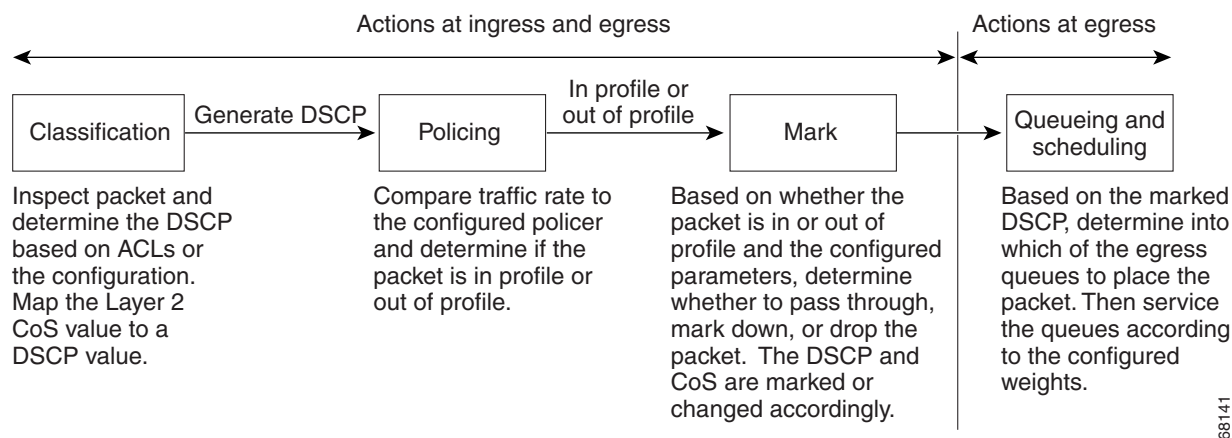 Actions at ingress and egress
Actions at egress
Classification
Generate DSCP
Policing
In profile or
out of profile
Mark
Queueing and
scheduling
Inspect packet and
determine the DSCP
based on ACLs or
the configuration.
Map the Layer 2
CoS value to a
DSCP value.
Compare traffic rate to
the configured policer
and determine if the
packet is in profile or
out of profile.
Based on whether the
packet is in or out of
profile and the configured
parameters, determine
whether to pass through,
mark down, or drop the
packet. The DSCP and
CoS are marked or
changed accordingly.
Based on the marked
DSCP, determine into
which of the egress
queues to place the
packet. Then service
the queues according
to the configured
weights.
68141